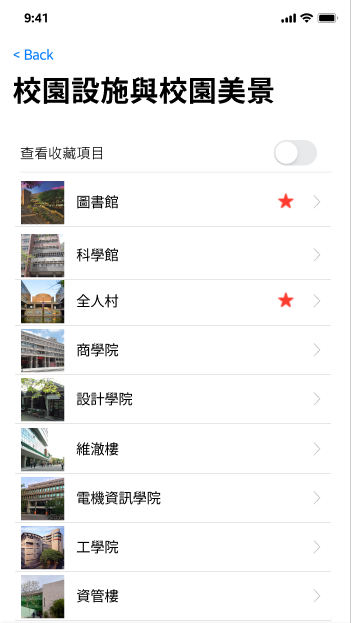 9:41
< Back
校園設施與校園美景
查看收藏項目
圖書館
科學館
全人村
商學院
設計學院
維澈樓
電機資訊學院
工學院
資管樓